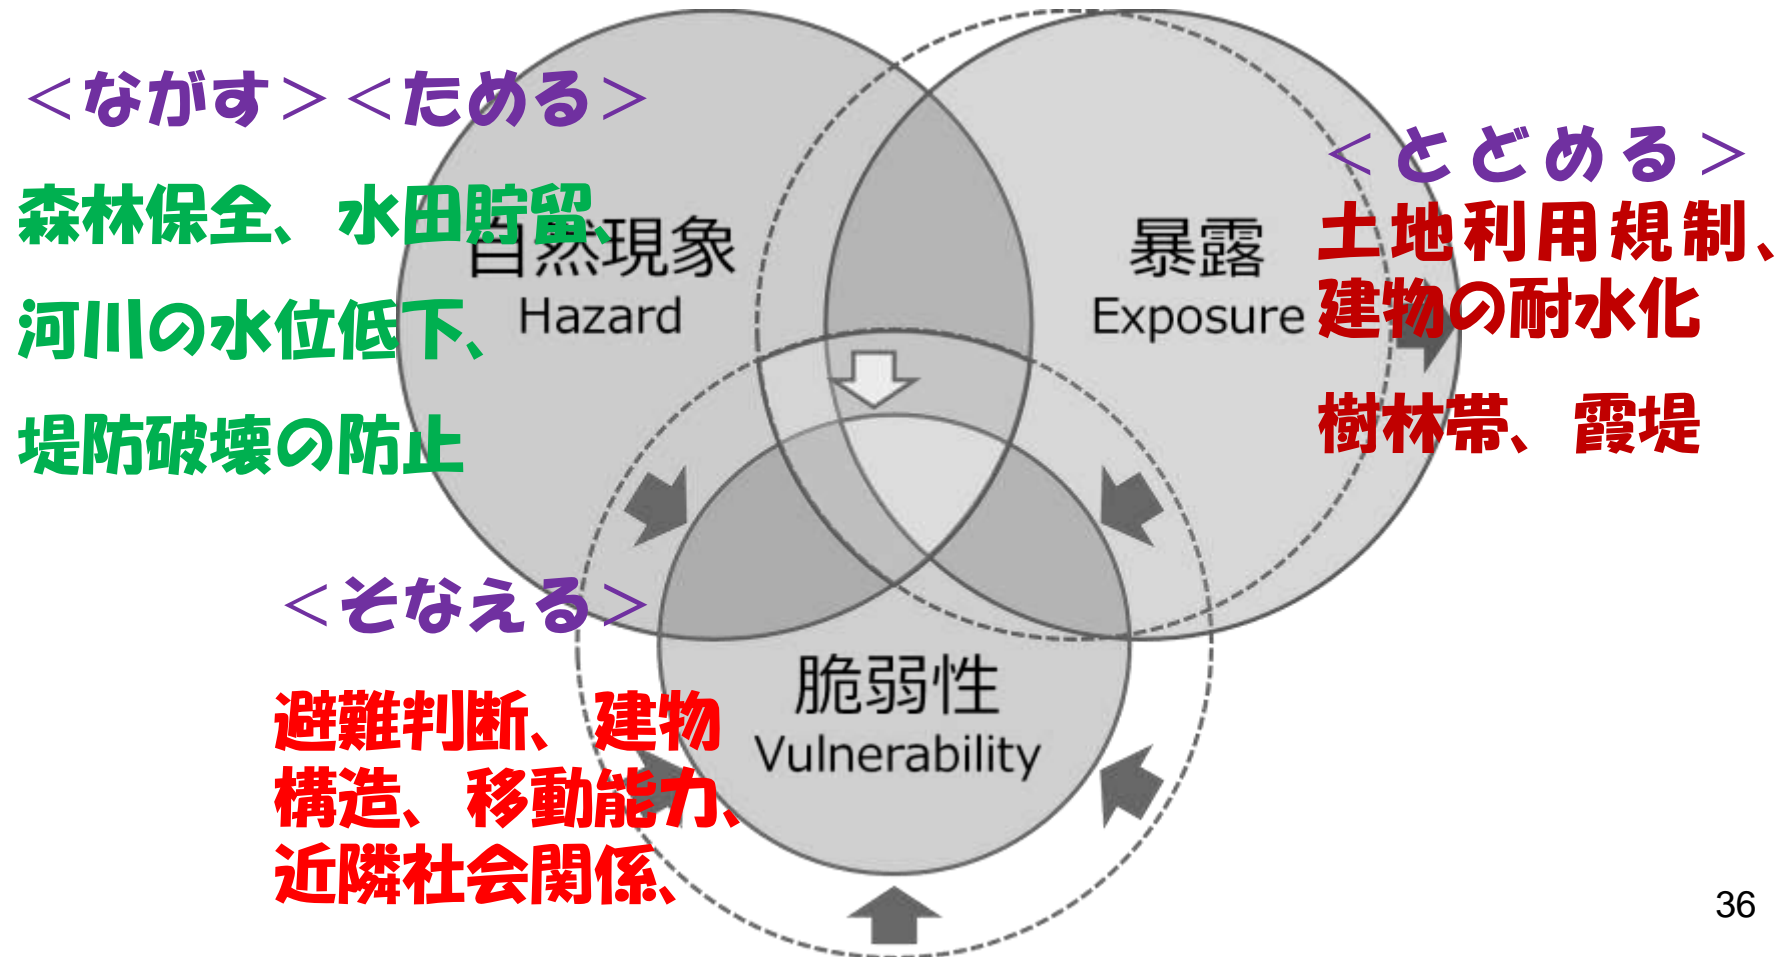 ＜ながす＞＜ためる＞
森林保全、水田貯留、
河川の水位低下、
堤防破壊の防止
自然現象
Hazard
暴露
Exposure
＜とどめる＞
土地利用規制、
建物の耐水化
樹林帯、霞堤
＜そなえる＞
避難判断、建物
構造、移動能力、
近隣社会関係、
脆弱性
Vulnerability
36